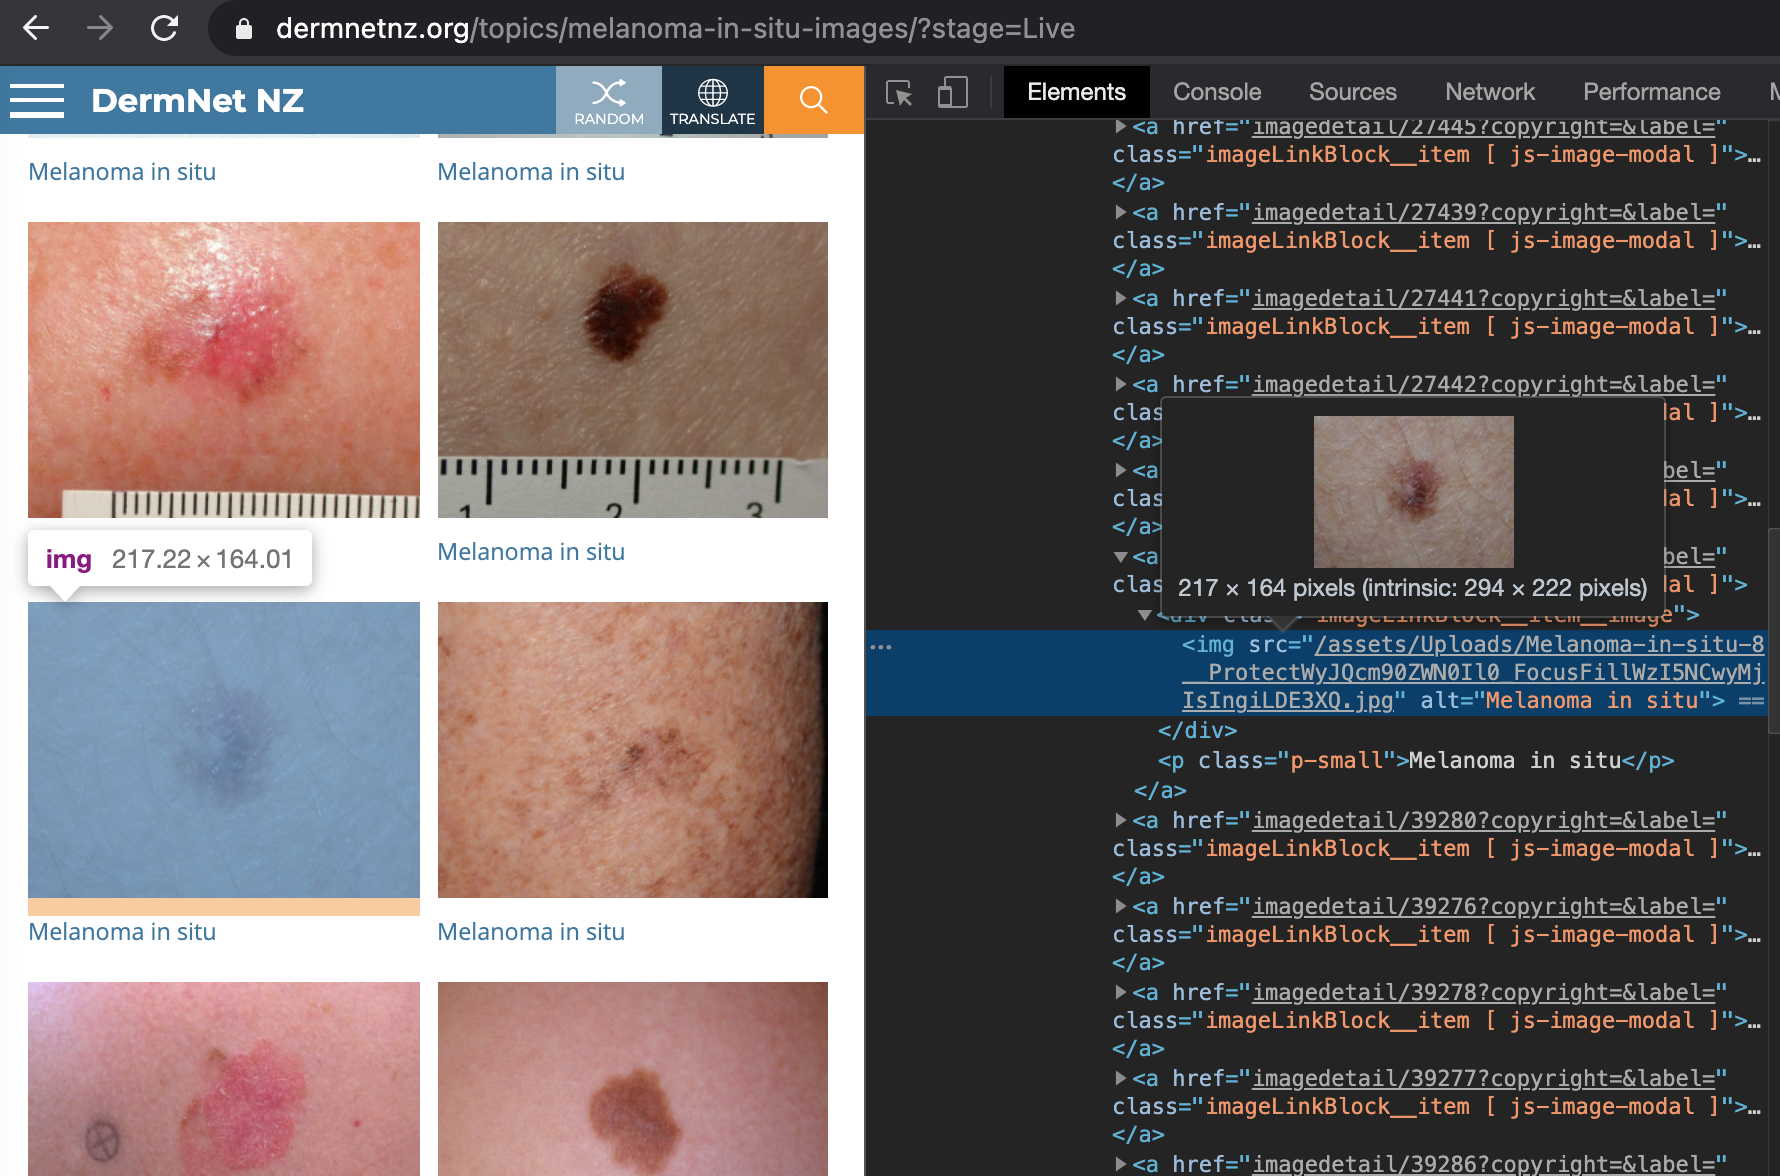 dermnetnz.org/topics/melanoma-in-situ-images/?stage=Live
DermNet NZ
RANDOM
TRANSLATE
Melanoma in situ
Melanoma in situ
1 2 3
Melanoma in situ
img 217.22 × 164.01
Melanoma in situ
Melanoma in situ
Elements Console Sources Network Performance
<a href="imagedetail/27445?copyright=&label="
class="imageLinkBlock__item [ js-image-modal ]">…
</a>
<a href="imagedetail/27439?copyright=&label="
class="imageLinkBlock__item [ js-image-modal ]">…
</a>
<a href="imagedetail/27441?copyright=&label="
class="imageLinkBlock__item [ js-image-modal ]">…
</a>
<a href="imagedetail/27442?copyright=&label="
clas al ]">…
</a>
<a bel="
clas al ]">…
</a>
<a bel="
clas al ]">
217 × 164 pixels (intrinsic: 294 × 222 pixels)
<div class="imageLinkBlock__item__image">
<img src="/assets/Uploads/Melanoma-in-situ-8
__ProtectWyJQcm90ZWN0Il0_FocusFillWzI5NCwyMj
IsIngiLDE3XQ.jpg" alt="Melanoma in situ"> ==
</div>
<p class="p-small">Melanoma in situ</p>
</a>
<a href="imagedetail/39280?copyright=&label="
class="imageLinkBlock__item [ js-image-modal ]">…
</a>
<a href="imagedetail/39276?copyright=&label="
class="imageLinkBlock__item [ js-image-modal ]">…
</a>
<a href="imagedetail/39278?copyright=&label="
class="imageLinkBlock__item [ js-image-modal ]">…
</a>
<a href="imagedetail/39277?copyright=&label="
class="imageLinkBlock__item [ js-image-modal ]">…
</a>
<a href="imagedetail/39286?copyright=&label="